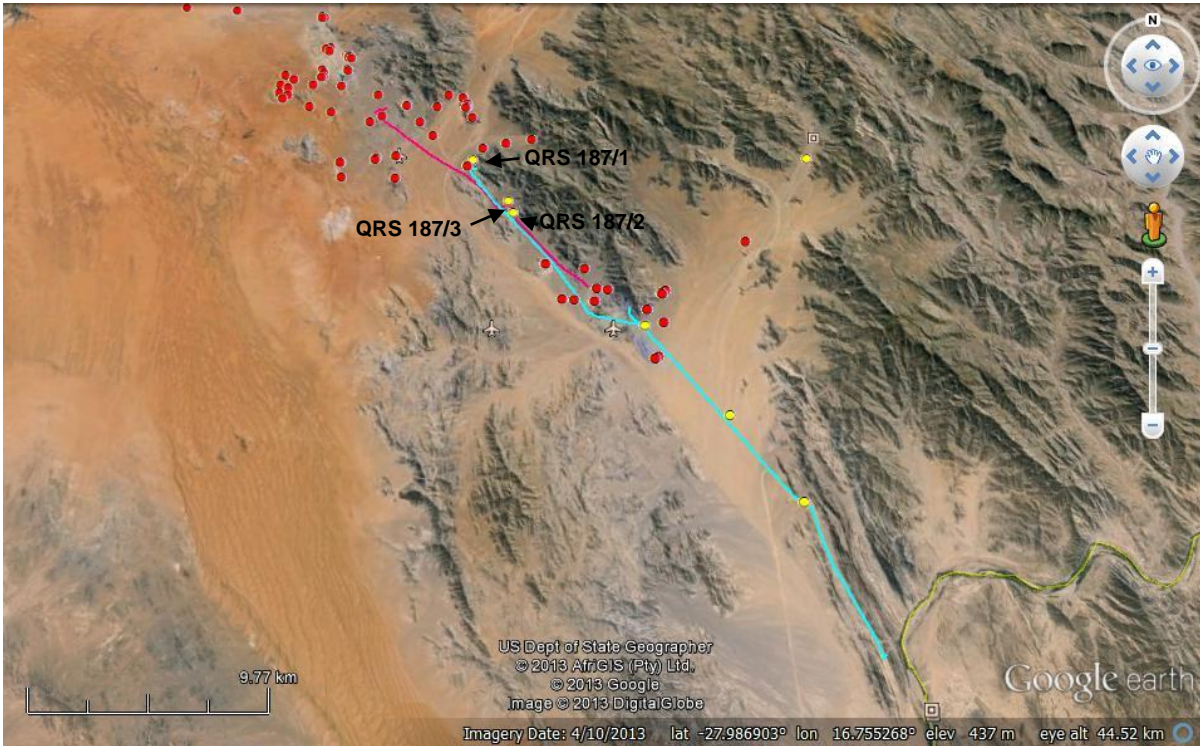 N
QRS 187/1
QRS 187/3
QRS 187/2
US Dept of State Geographer
© 2013 AfriGIS (Pty) Ltd.
© 2013 Google
Image © 2013 DigitalGlobe
9.77 km
Google earth
Imagery Date: 4/10/2013 lat -27.986903° lon 16.755268° elev 437 m eye alt 44.52 km